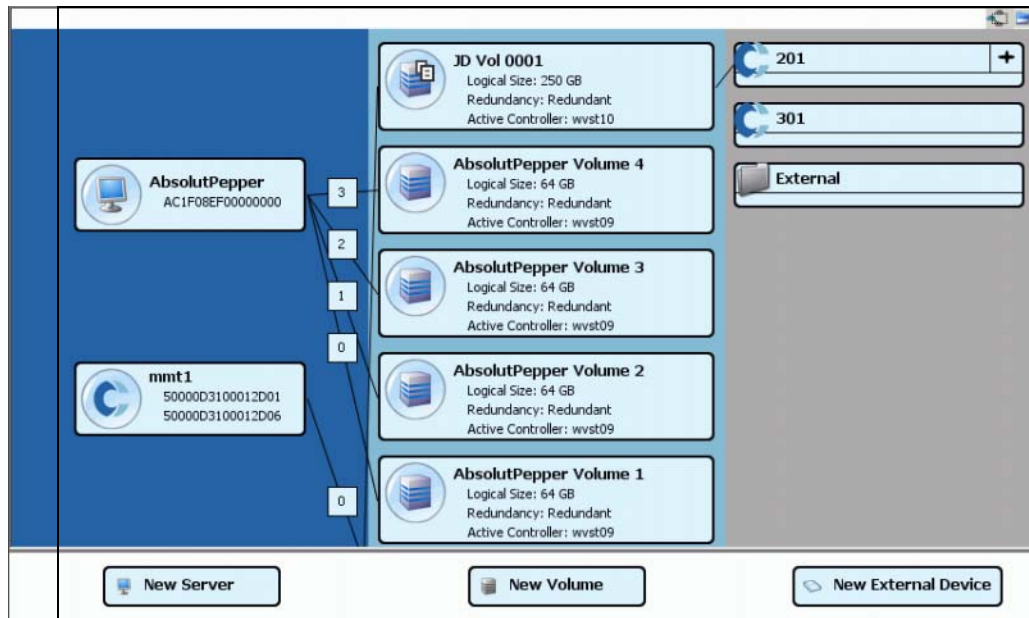 AbsolutPepper
AC1F08EF00000000
mmt1
50000D3100012D01
50000D3100012D06
3
2
1
0
0
JD Vol 0001
Logical Size: 250 GB
Redundancy: Redundant
Active Controller: wvst10
AbsolutPepper Volume 4
Logical Size: 64 GB
Redundancy: Redundant
Active Controller: wvst09
AbsolutPepper Volume 3
Logical Size: 64 GB
Redundancy: Redundant
Active Controller: wvst09
AbsolutPepper Volume 2
Logical Size: 64 GB
Redundancy: Redundant
Active Controller: wvst09
AbsolutPepper Volume 1
Logical Size: 64 GB
Redundancy: Redundant
Active Controller: wvst09
201 +
301
External
New Server
New Volume
New External Device